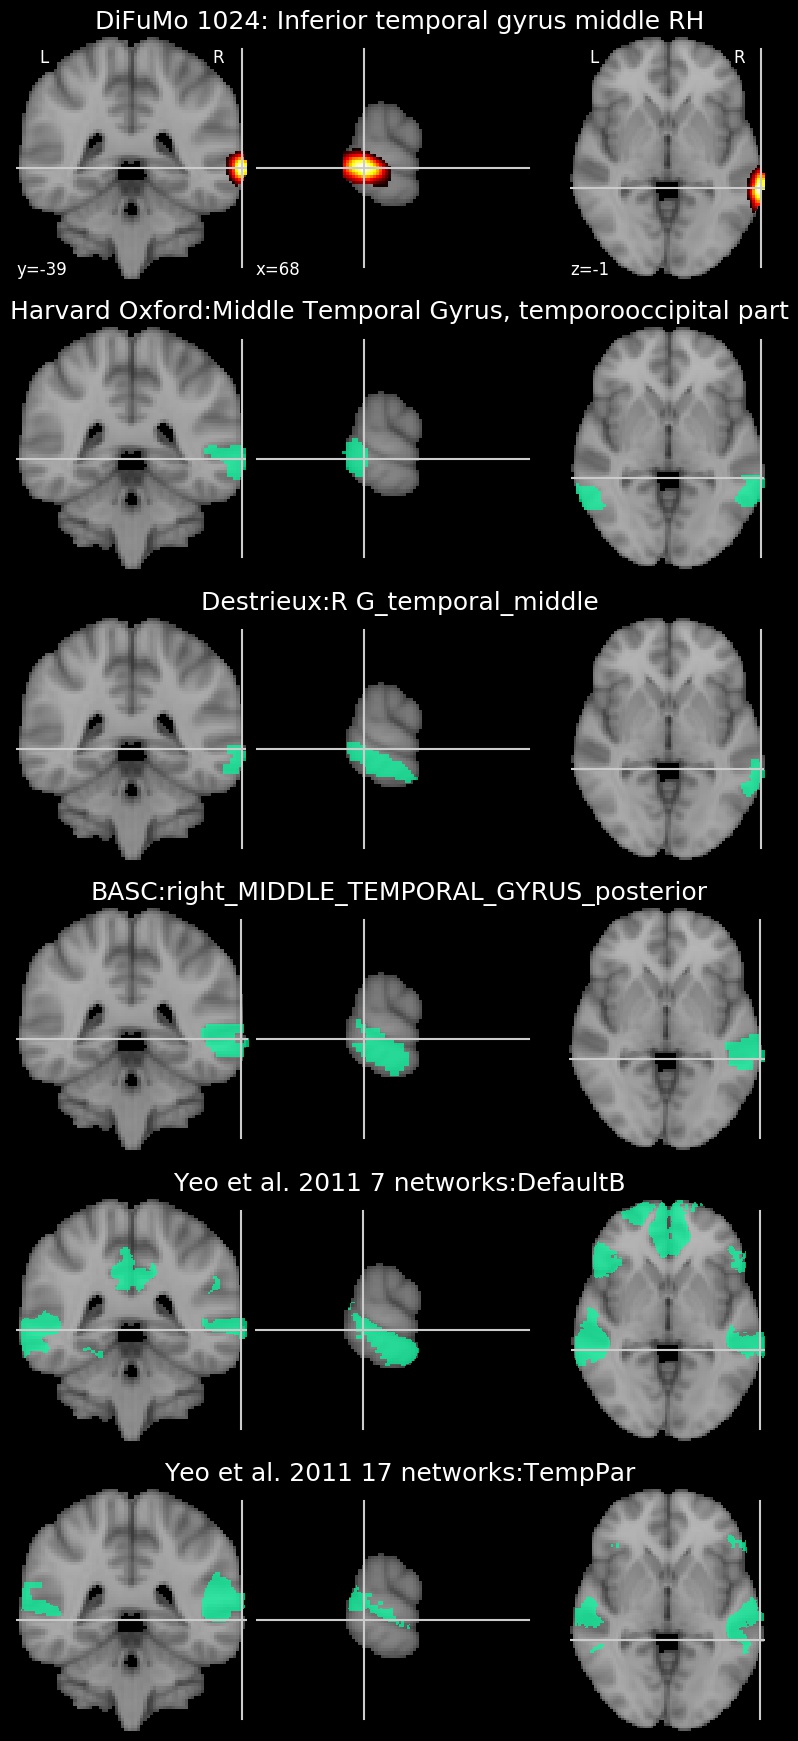 DiFuMo 1024: Inferior temporal gyrus middle RH
L R L R
y=-39 x=68 z=-1
Harvard Oxford:Middle Temporal Gyrus, temporooccipital part
Destrieux:R G_temporal_middle
BASC:right_MIDDLE_TEMPORAL_GYRUS_posterior
Yeo et al. 2011 7 networks:DefaultB
Yeo et al. 2011 17 networks:TempPar